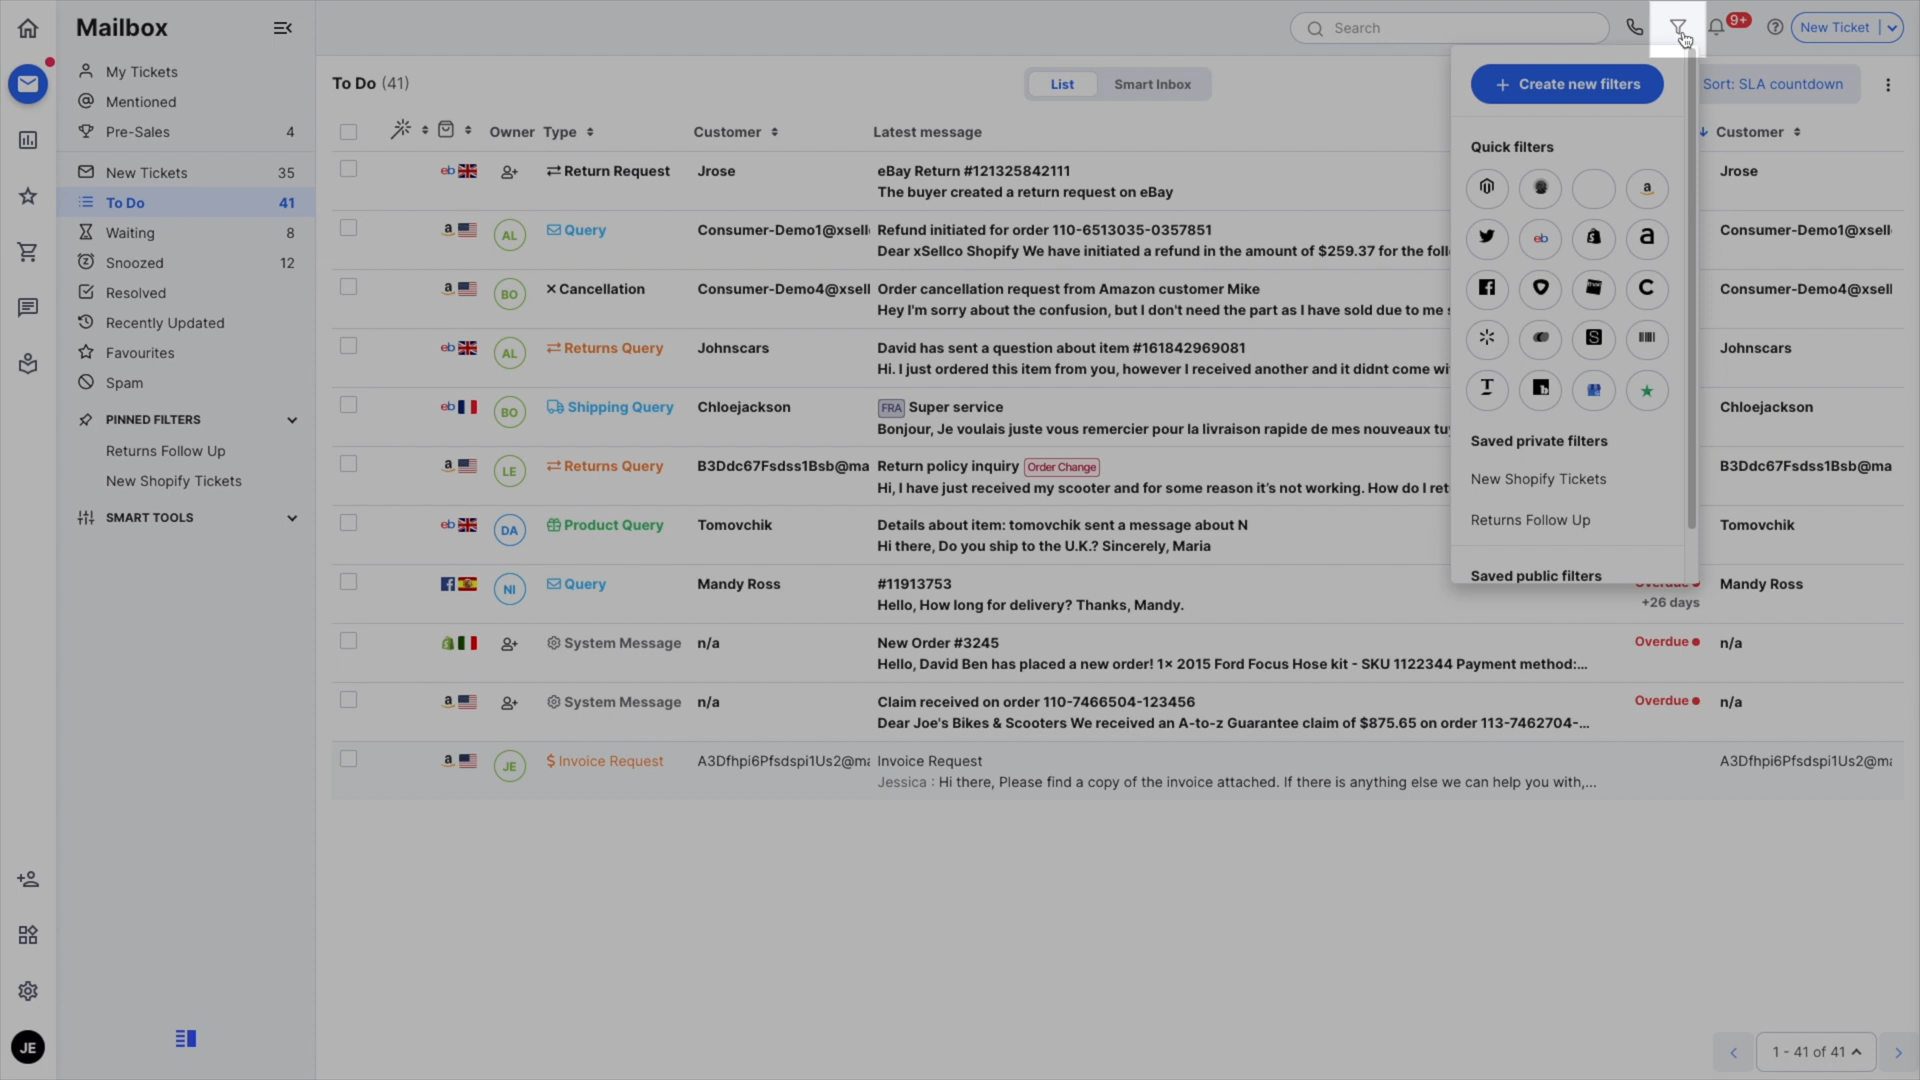 Mailbox
My Tickets
Mentioned
Pre-Sales 4
New Tickets 35
To Do 41
Waiting 8
Snoozed 12
Resolved
Recently Updated
Favourites
Spam
PINNED FILTERS
Returns Follow Up
New Shopify Tickets
SMART TOOLS
JE
Search
9+
New Ticket
To Do (41)
List
Smart Inbox
Sort: SLA countdown
Owner Type Customer Latest message Customer
eb Return Request Jrose eBay Return #121325842111 Jrose
The buyer created a return request on eBay
a AL Query Consumer-Demo1@xsell Refund initiated for order 110-6513035-0357851 Consumer-Demo1@xsell
Dear xSellco Shopify We have initiated a refund in the amount of $259.37 for the foll
a BO Cancellation Consumer-Demo4@xsell Order cancellation request from Amazon customer Mike Consumer-Demo4@xsell
Hey I'm sorry about the confusion, but I don't need the part as I have sold due to me
eb AL Returns Query Johnscars David has sent a question about item #161842969081 Johnscars
Hi. I just ordered this item from you, however I received another and it didnt come wi
eb BO Shipping Query Chloejackson FRA Super service Chloejackson
Bonjour, Je voulais juste vous remercier pour la livraison rapide de mes nouveaux tu
a LE Returns Query B3Ddc67Fsdss1Bsb@ma Return policy inquiry Order Change B3Ddc67Fsdss1Bsb@ma
Hi, I have just received my scooter and for some reason it's not working. How do I ret
eb DA Product Query Tomovchik Details about item: tomovchik sent a message about N Tomovchik
Hi there, Do you ship to the U.K.? Sincerely, Maria
NI Query Mandy Ross #11913753 Overdue Mandy Ross
Hello, How long for delivery? Thanks, Mandy. +26 days
System Message n/a New Order #3245 Overdue n/a
Hello, David Ben has placed a new order! 1× 2015 Ford Focus Hose kit - SKU 1122344 Payment method:...
a System Message n/a Claim received on order 110-7466504-123456 Overdue n/a
Dear Joe's Bikes & Scooters We received an A-to-z Guarantee claim of $875.65 on order 113-7462704-...
a JE Invoice Request A3Dfhpi6Pfsdspi1Us2@ma Invoice Request A3Dfhpi6Pfsdspi1Us2@ma
Jessica : Hi there, Please find a copy of the invoice attached. If there is anything else we can help you with,...
+ Create new filters
Quick filters
a
eb a
C
S
T b
Saved private filters
New Shopify Tickets
Returns Follow Up
Saved public filters
1 - 41 of 41